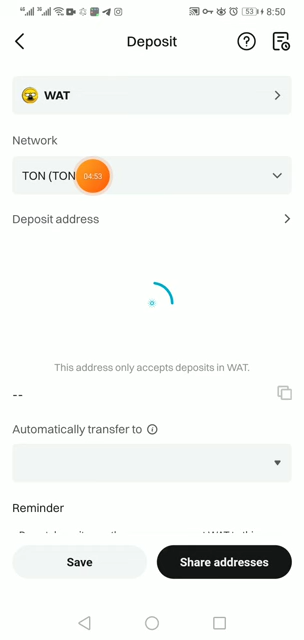 53 8:50
Deposit
WAT
Network
TON (TON
04:53
Deposit address
This address only accepts deposits in WAT.
--
Automatically transfer to
Reminder
Save
Share addresses